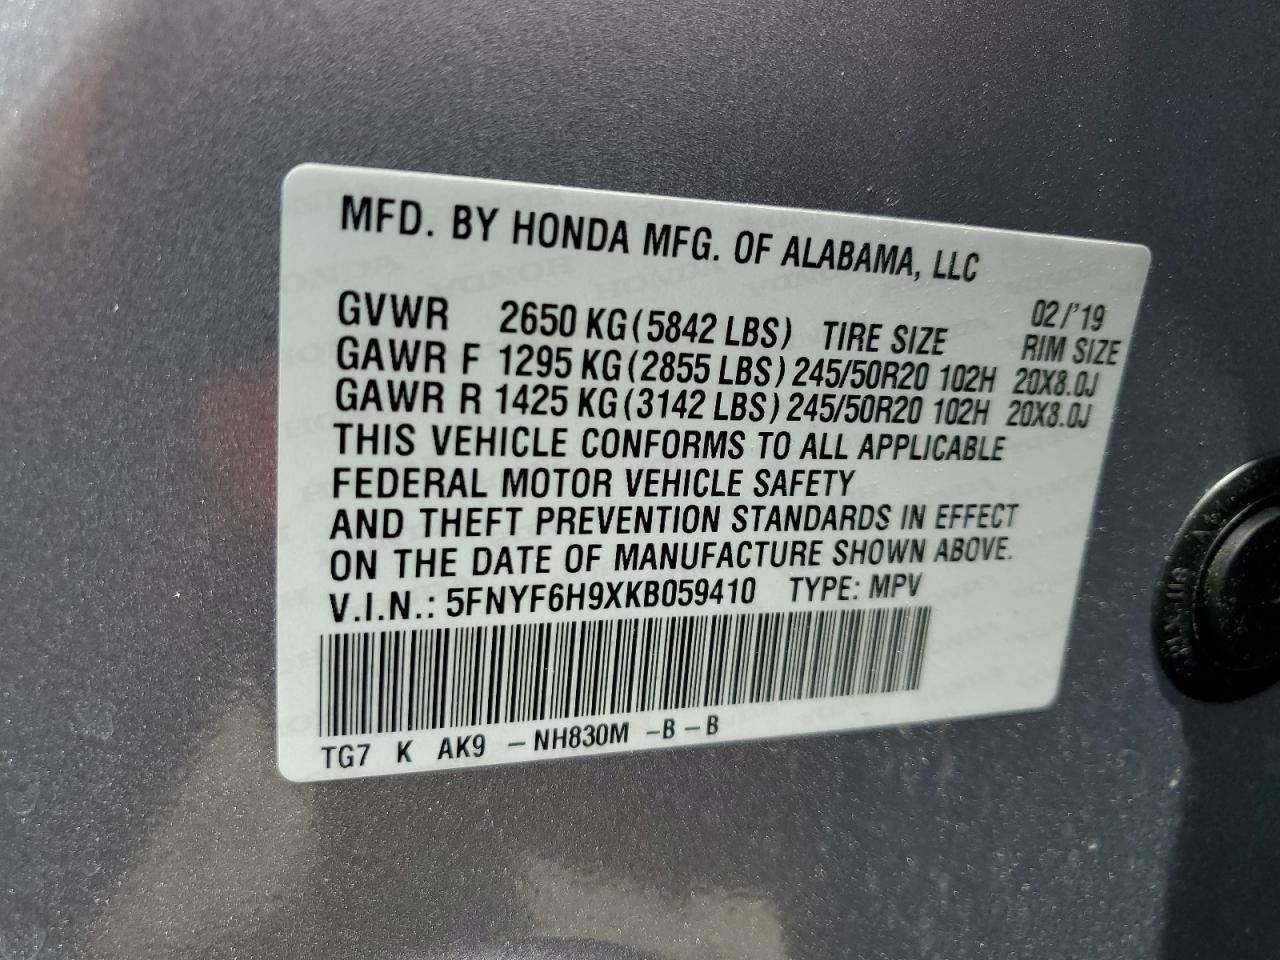 MFD. BY HONDA MFG. OF ALABAMA, LLC
02/'19
GVWR 2650 KG (5842 LBS) TIRE SIZE RIM SIZE
GAWR F 1295 KG (2855 LBS) 245/50R20 102H 20X8.0J
GAWR R 1425 KG (3142 LBS) 245/50R20 102H 20X8.0J
THIS VEHICLE CONFORMS TO ALL APPLICABLE
FEDERAL MOTOR VEHICLE SAFETY
AND THEFT PREVENTION STANDARDS IN EFFECT
ON THE DATE OF MANUFACTURE SHOWN ABOVE.
V.I.N.: 5FNYF6H9XKB059410 TYPE: MPV
TG7 K AK9 -NH830M -B-B